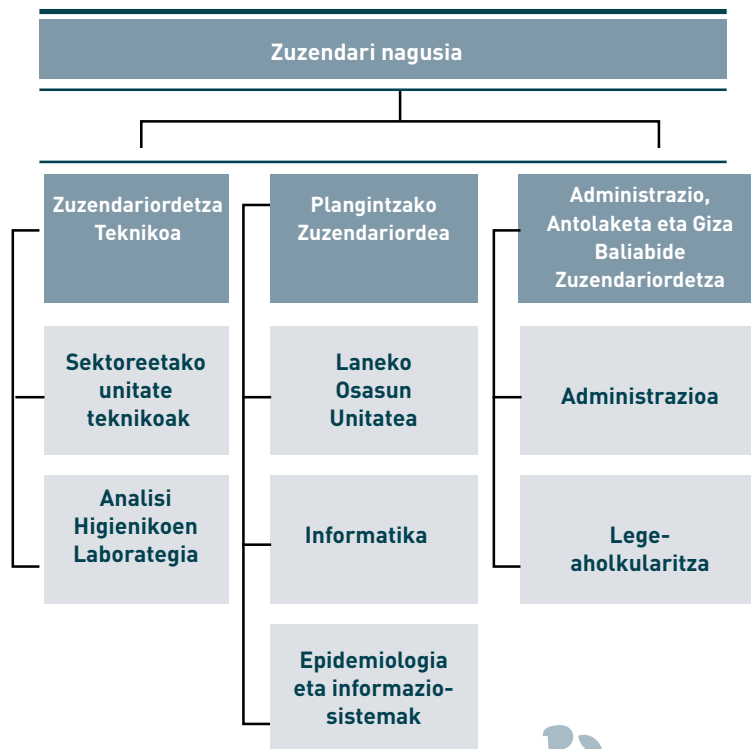 Zuzendari nagusia
Zuzendariordetza
Teknikoa
Plangintzako
Zuzendariordea
Administrazio,
Antolaketa eta Giza
Baliabide
Zuzendariordetza
Sektoreetako
unitate
teknikoak
Laneko
Osasun
Unitatea
Administrazioa
Analisi
Higienikoen
Laborategia
Informatika
Lege-
aholkularitza
Epidemiologia
eta informazio-
sistemak